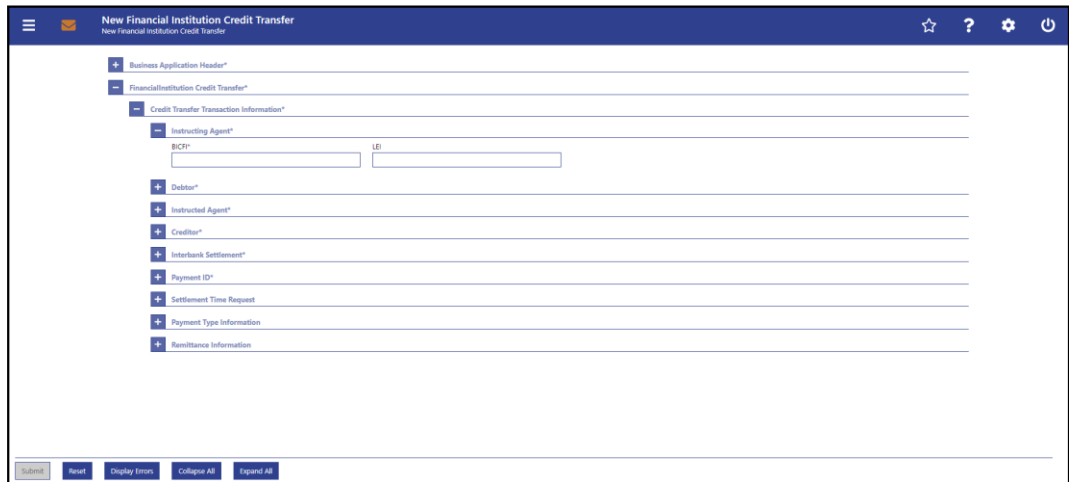 New Financial Institution Credit Transfer
New Financial Institution Credit Transfer
Business Application Header*
FinancialInstitution Credit Transfer*
Credit Transfer Transaction Information*
Instructing Agent*
BICFI* LEI
Debtor*
Instructed Agent*
Creditor*
Interbank Settlement*
Payment ID*
Settlement Time Request
Payment Type Information
Remittance Information
Submit Reset Display Errors Collapse All Expand All